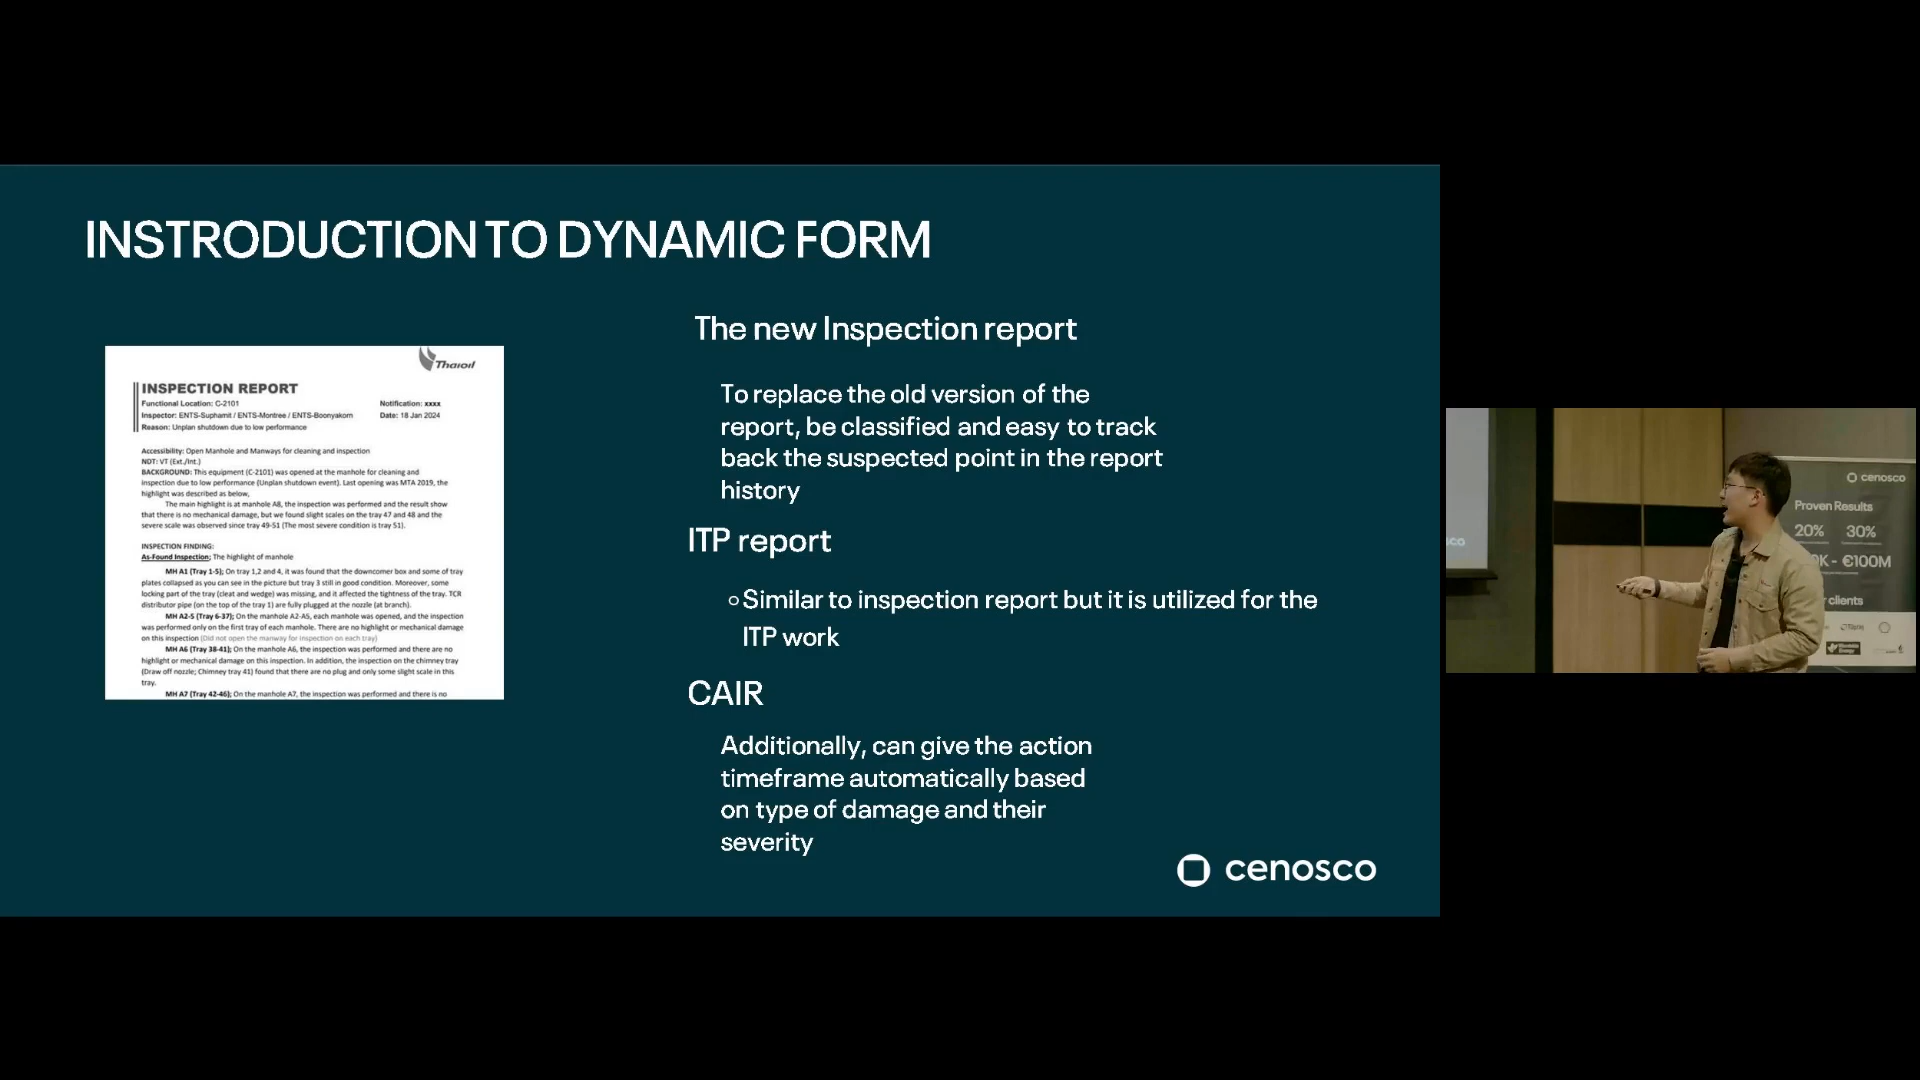 INSTRODUCTION TO DYNAMIC FORM
Thaioil
INSPECTION REPORT
Functional Location: C-2101
Notification: xxxx
Inspector: ENTS-Suphamit / ENTS-Montree / ENTS-Boonyakom
Date: 18 Jan 2024
Reason: Unplan shutdown due to low performance
Accessibility: Open Manhole and Manways for cleaning and inspection
NDT: VT (Ext./Int.)
BACKGROUND: This equipment (C-2101) was opened at the manhole for cleaning and
inspection due to low performance (Unplan shutdown event). Last opening was MTA 2019, the
highlight was described as below,
The main highlight is at manhole A8, the inspection was performed and the result show
that there is no mechanical damage, but we found slight scales on the tray 47 and 48 and the
severe scale was observed since tray 49-51 (The most severe condition is tray 51).
INSPECTION FINDING:
As-Found Inspection; The highlight of manhole
MH A1 (Tray 1-5); On tray 1,2 and 4, it was found that the downcomer box and some of tray
plates collapsed as you can see in the picture but tray 3 still in good condition. Moreover, some
locking part of the tray (cleat and wedge) was missing, and it affected the tightness of the tray. TCR
distributor pipe (on the top of the tray 1) are fully plugged at the nozzle (at branch).
MH A2-5 (Tray 6-37); On the manhole A2-A5, each manhole was opened, and the inspection
was performed only on the first tray of each manhole. There are no highlight or mechanical damage
on this inspection (Did not open the manway for inspection on each tray)
MH A6 (Tray 38-41); On the manhole A6, the inspection was performed and there are no
highlight or mechanical damage on this inspection. In addition, the inspection on the chimney tray
(Draw off nozzle; Chimney tray 41) found that there are no plug and only some slight scale in this
tray.
MH A7 (Tray 42-46); On the manhole A7, the inspection was performed and there is no
The new Inspection report
To replace the old version of the
report, be classified and easy to track
back the suspected point in the report
history
ITP report
Similar to inspection report but it is utilized for the
ITP work
CAIR
Additionally, can give the action
timeframe automatically based
on type of damage and their
severity
cenosco
cenosco
Proven Results
20% 30%
K - €100M
clients